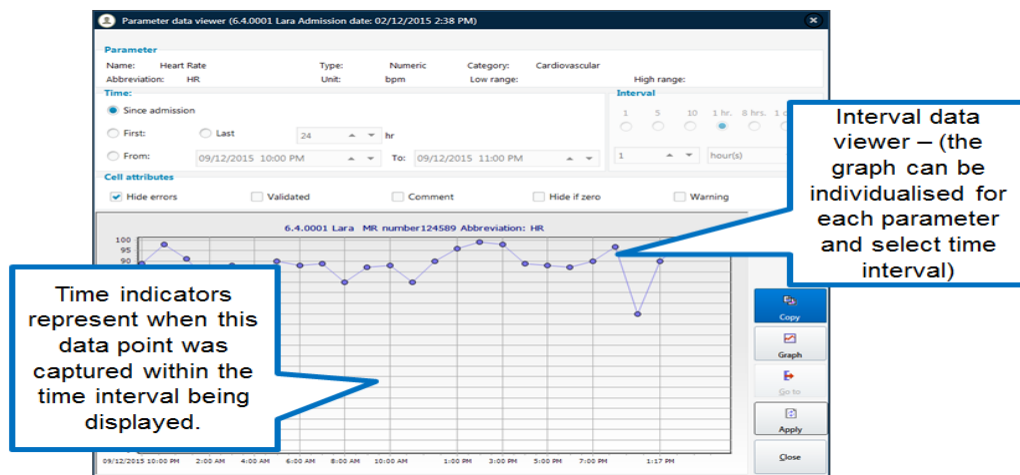 Parameter data viewer (6.4.0001 Lara Admission date: 02/12/2015 2:38 PM)
Parameter
Name: Heart Rate Type: Numeric Category: Cardiovascular
Abbreviation: HR Unit: bpm Low range: High range:
Time: Interval
Since admission
1 5 10 1 hr. 8 hrs.
First: Last 24 hr
From: 09/12/2015 10:00 PM To: 09/12/2015 11:00 PM
1 hour(s)
Cell attributes
Hide errors Validated Comment Hide if zero Warning
6.4.0001 Lara MR number124589 Abbreviation: HR
100
95
90
Interval data
viewer – (the
graph can be
individualised for
each parameter
and select time
interval)
Time indicators
represent when this
data point was
captured within the
time interval being
displayed.
Copy
Graph
Go to
Apply
Close
09/12/2015 10:00 PM 2:00 AM 4:00 AM 6:00 AM 8:00 AM 10:00 AM 1:00 PM 3:00 PM 5:00 PM 7:00 PM 1:17 PM